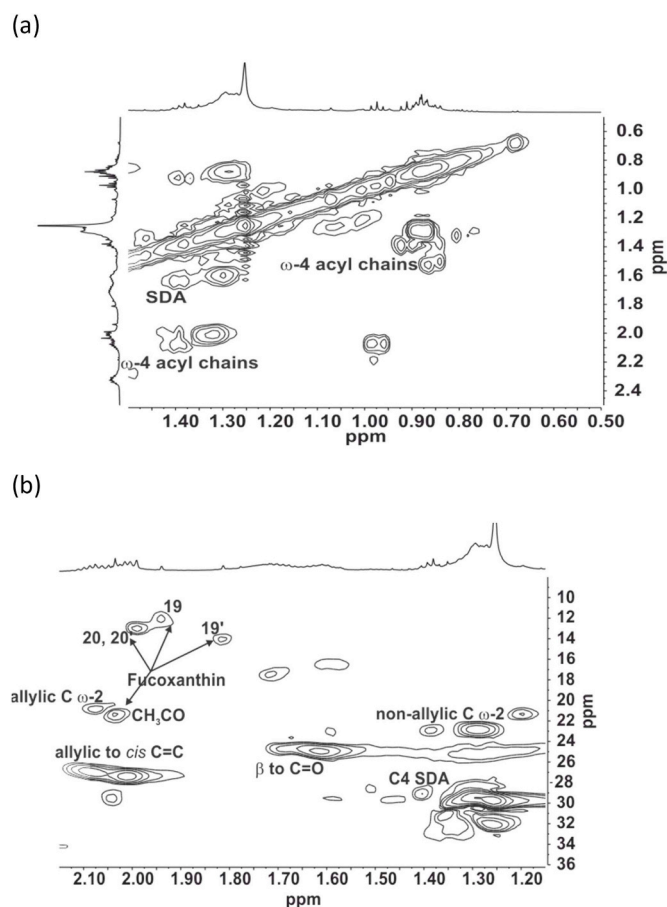 (a)
0.6
0.8
1.0
1.2
1.4
ω-4 acyl chains
1.6
SDA
1.8
2.0
ω-4 acyl chains
2.2
2.4
ppm
1.40 1.30 1.20 1.10 1.00 0.90 0.80 0.70 0.60 0.50
ppm
(b)
10
19
12
20, 20' 19'
14
16
Fucoxanthin
18
allylic C ω-2
20
CH₃CO
non-allylic C ω-2
22
allylic to cis C=C
24
β to C=O
26
C4 SDA
28
30
32
34
36
ppm
2.10 2.00 1.90 1.80 1.70 1.60 1.50 1.40 1.30 1.20
ppm